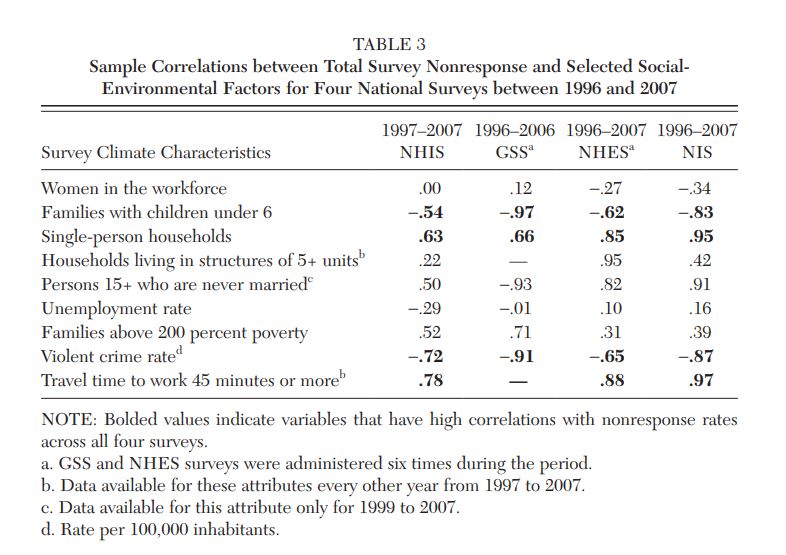 TABLE 3
Sample Correlations between Total Survey Nonresponse and Selected Social-
Environmental Factors for Four National Surveys between 1996 and 2007
1997–2007 1996–2006 1996–2007 1996–2007
Survey Climate Characteristics NHIS GSSa NHESa NIS
Women in the workforce .00 .12 –.27 –.34
Families with children under 6 –.54 –.97 –.62 –.83
Single-person households .63 .66 .85 .95
Households living in structures of 5+ unitsb .22 — .95 .42
Persons 15+ who are never marriedc .50 –.93 .82 .91
Unemployment rate –.29 –.01 .10 .16
Families above 200 percent poverty .52 .71 .31 .39
Violent crime rated –.72 –.91 –.65 –.87
Travel time to work 45 minutes or moreb .78 — .88 .97
NOTE: Bolded values indicate variables that have high correlations with nonresponse rates
across all four surveys.
a. GSS and NHES surveys were administered six times during the period.
b. Data available for these attributes every other year from 1997 to 2007.
c. Data available for this attribute only for 1999 to 2007.
d. Rate per 100,000 inhabitants.